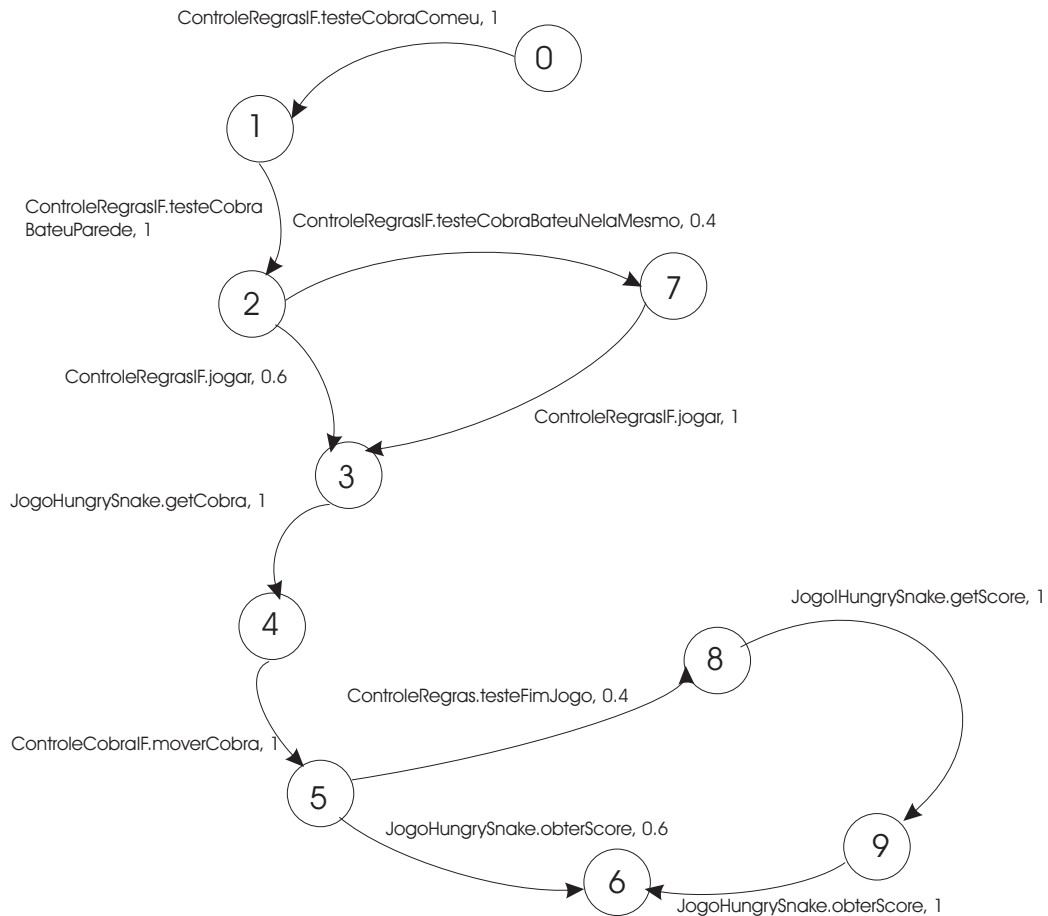 ControleRegrasIF.testeCobraComeu, 1
0
1
ControleRegrasIF.testeCobra
BateuParede, 1
ControleRegrasIF.testeCobraBateuNelaMesmo, 0.4
2
7
ControleRegrasIF.jogar, 0.6
ControleRegrasIF.jogar, 1
3
JogoHungrySnake.getCobra, 1
4
JogoIHungrySnake.getScore, 1
8
ControleRegras.testeFimJogo, 0.4
ControleCobraIF.moverCobra, 1
5
JogoHungrySnake.obterScore, 0.6
9
6
JogoHungrySnake.obterScore, 1